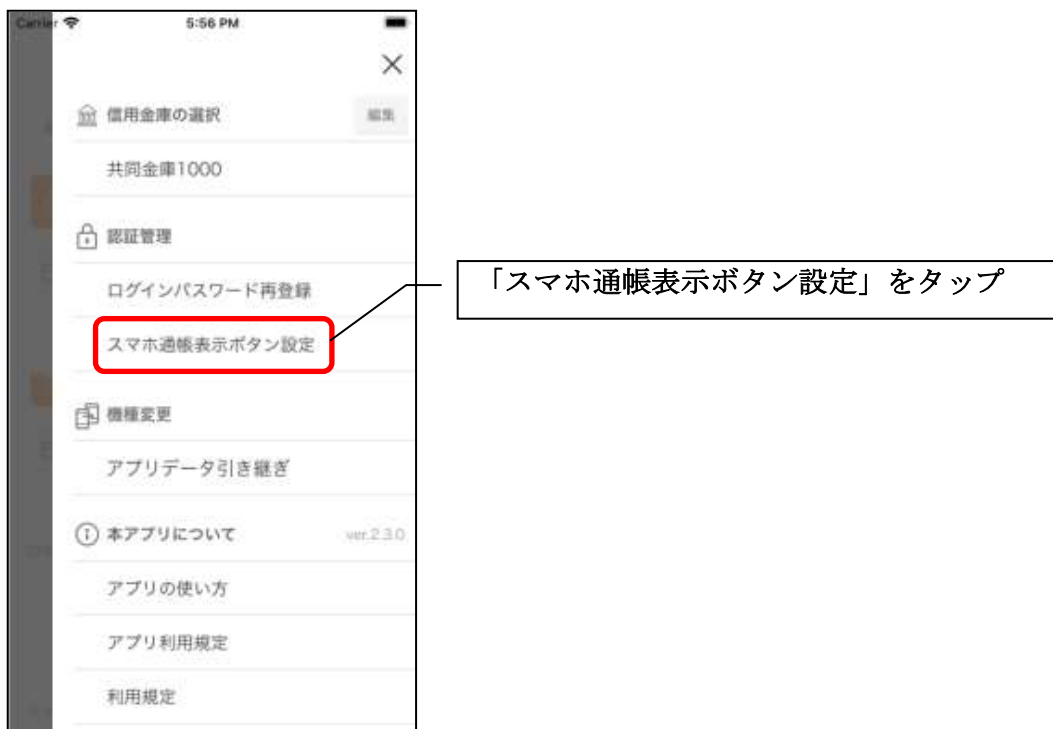 Carrier 5:56 PM
信用金庫の選択 編集
共同金庫1000
認証管理
ログインパスワード再登録
「スマホ通帳表示ボタン設定」をタップ
スマホ通帳表示ボタン設定
機種変更
アプリデータ引き継ぎ
本アプリについて ver.2.3.0
アプリの使い方
アプリ利用規定
利用規定